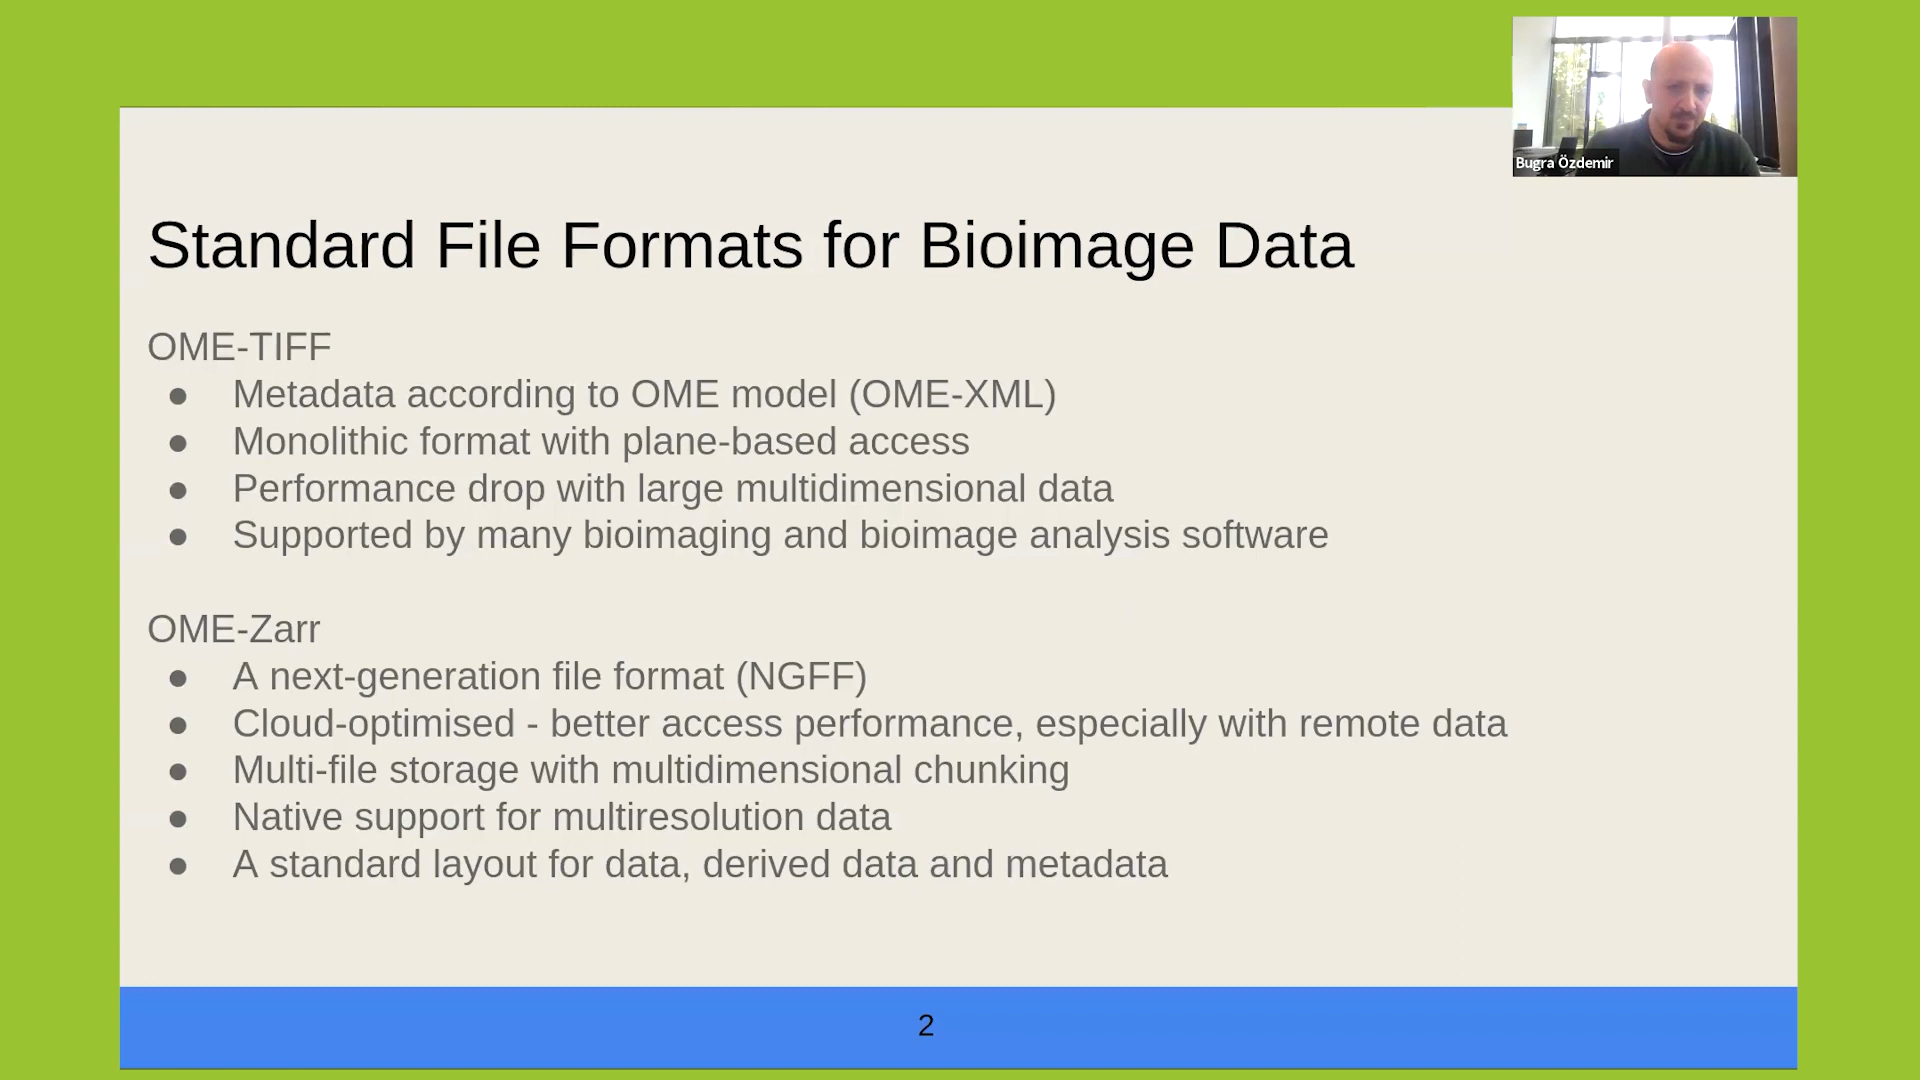 Bugra Özdemir
Standard File Formats for Bioimage Data
OME-TIFF
● Metadata according to OME model (OME-XML)
● Monolithic format with plane-based access
● Performance drop with large multidimensional data
● Supported by many bioimaging and bioimage analysis software
OME-Zarr
● A next-generation file format (NGFF)
● Cloud-optimised - better access performance, especially with remote data
● Multi-file storage with multidimensional chunking
● Native support for multiresolution data
● A standard layout for data, derived data and metadata
2